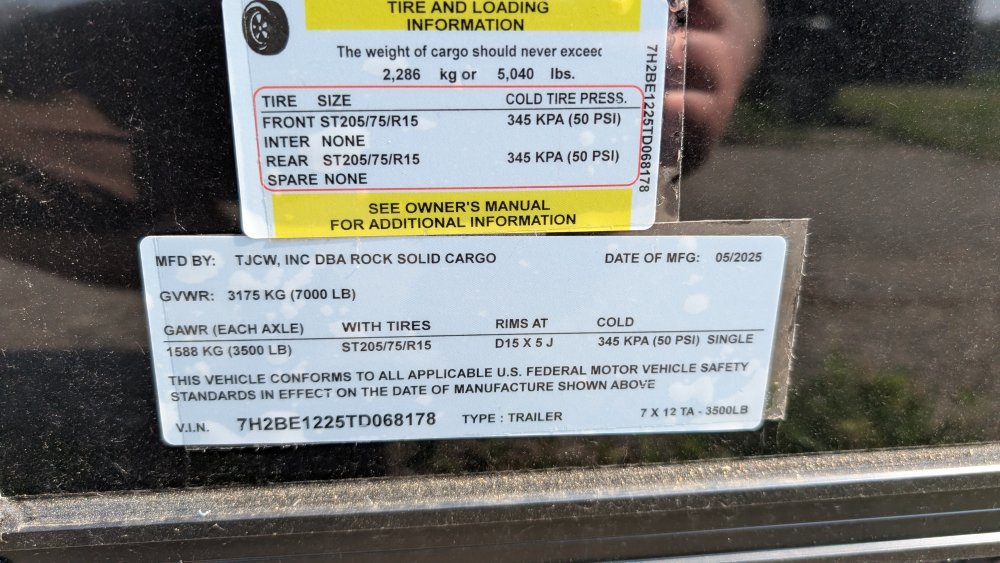 TIRE AND LOADING
INFORMATION
The weight of cargo should never exceed
2,286 kg or 5,040 lbs.
TIRE SIZE COLD TIRE PRESS.
FRONT ST205/75/R15 345 KPA (50 PSI)
INTER NONE
REAR ST205/75/R15 345 KPA (50 PSI)
SPARE NONE
SEE OWNER'S MANUAL
FOR ADDITIONAL INFORMATION
7H2BE1225TD068178
MFD BY: TJCW, INC DBA ROCK SOLID CARGO DATE OF MFG: 05/2025
GVWR: 3175 KG (7000 LB)
GAWR (EACH AXLE) WITH TIRES RIMS AT COLD
1588 KG (3500 LB) ST205/75/R15 D15 X 5 J 345 KPA (50 PSI) SINGLE
THIS VEHICLE CONFORMS TO ALL APPLICABLE U.S. FEDERAL MOTOR VEHICLE SAFETY
STANDARDS IN EFFECT ON THE DATE OF MANUFACTURE SHOWN ABOVE
V.I.N. 7H2BE1225TD068178 TYPE : TRAILER 7 X 12 TA - 3500LB